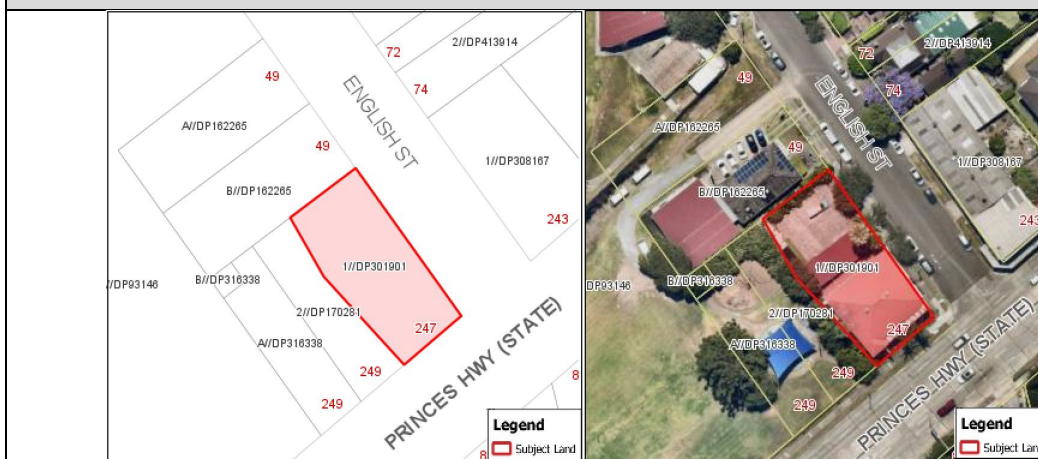 72
2//DP413914
49
74
ENGLISH ST
A//DP162265
49
1//DP308167
B//DP162265
243
1//DP301901
/DP93146
B//DP316338
2//DP170281
247
A//DP316338
249
249
PRINCES HWY (STATE)
8
8
Legend
Subject Land
72
2//DP413914
49
74
ENGLISH ST
A//DP162265
49
1//DP308167
B//DP162265
243
1//DP301901
DP93146
B//DP316338
2//DP170281
247
A//DP316338
249
249
PRINCES HWY (STATE)
Legend
Subject Lan